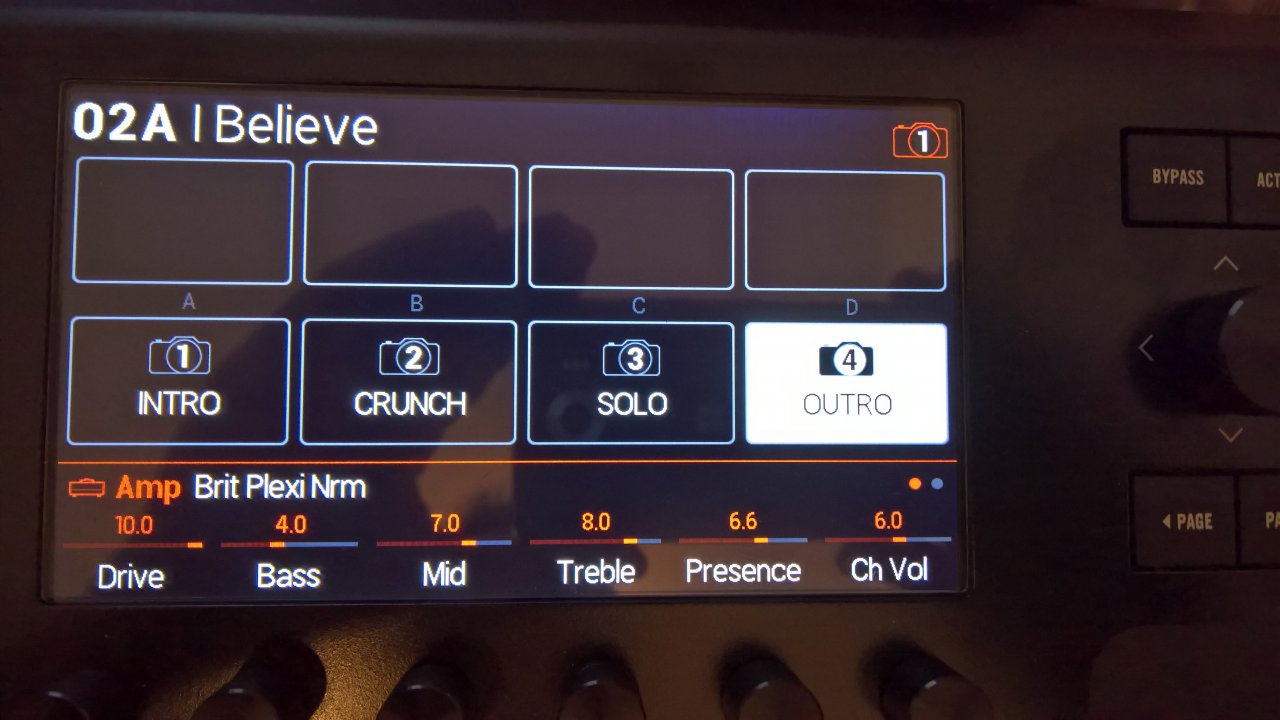 02A | Believe
1
BYPASS
A B C D
1 2 3 4
INTRO CRUNCH SOLO OUTRO
Amp Brit Plexi Nrm
10.0 4.0 7.0 8.0 6.6 6.0
Drive Bass Mid Treble Presence Ch Vol
PAGE